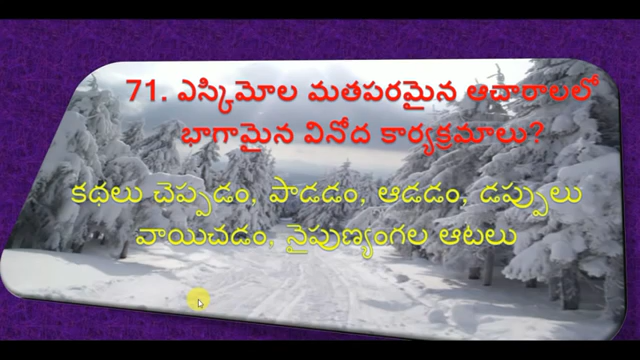 71. ఎస్కిమోల మతపరమైన ఆచారాలలో
భాగామైన వినోద కార్యక్రమాలు?
కథలు చెప్పడం, పాడడం, ఆడడం, డప్పులు
వాయిచడం, నైపుణ్యంగల ఆటలు